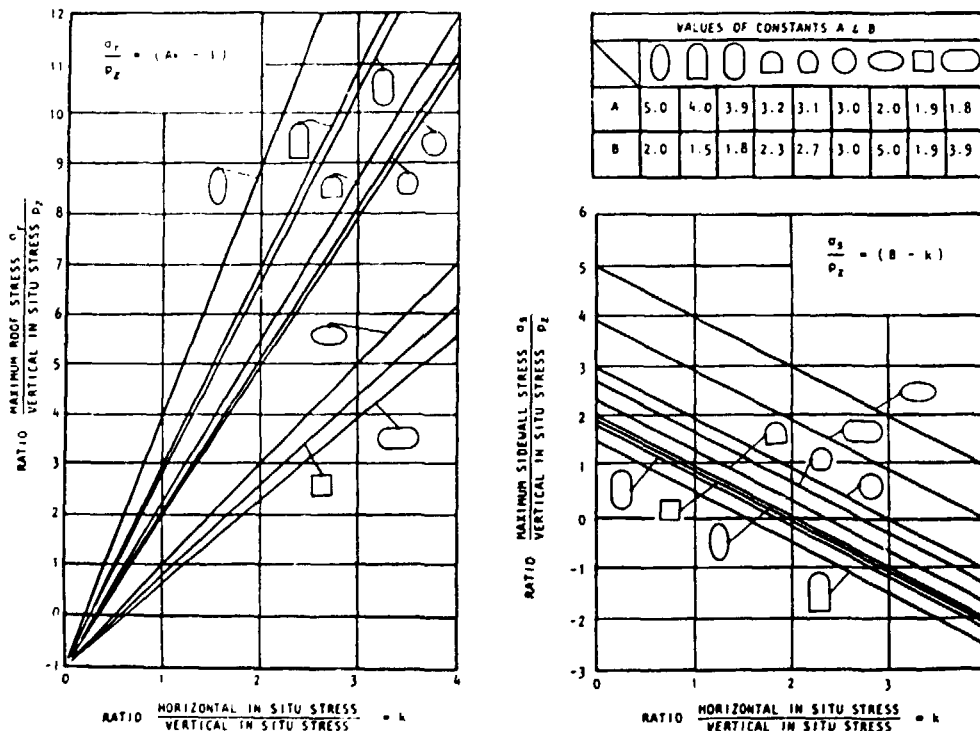 σr
pz = (Ak - 1)
12
11
10
9
8
7
6
5
4
3
2
1
0
-1
0 1 2 3 4
RATIO MAXIMUM ROOF STRESS σr
VERTICAL IN SITU STRESS pz
RATIO HORIZONTAL IN SITU STRESS
VERTICAL IN SITU STRESS = k
VALUES OF CONSTANTS A & B
A 5.0 4.0 3.9 3.2 3.1 3.0 2.0 1.9 1.8
B 2.0 1.5 1.8 2.3 2.7 3.0 5.0 1.9 3.9
σs
pz = (B - k)
6
5
4
3
2
1
0
-1
-2
-3
0 1 2 3
RATIO MAXIMUM SIDEWALL STRESS σs
VERTICAL IN SITU STRESS pz
RATIO HORIZONTAL IN SITU STRESS
VERTICAL IN SITU STRESS = k